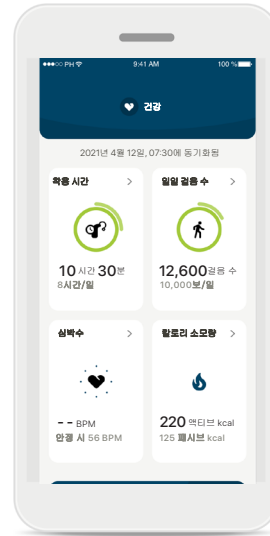 ●●●○○ PH 9:41 AM 100 %
건강
2021년 4월 12일, 07:30에 동기화됨
착용 시간 > 일일 걸음 수 >
10 시간 30분 12,600걸음 수
8시간/일 10,000보/일
심박수 > 칼로리 소모량 >
- - BPM 220 액티브 kcal
안정 시 56 BPM 125 패시브 kcal